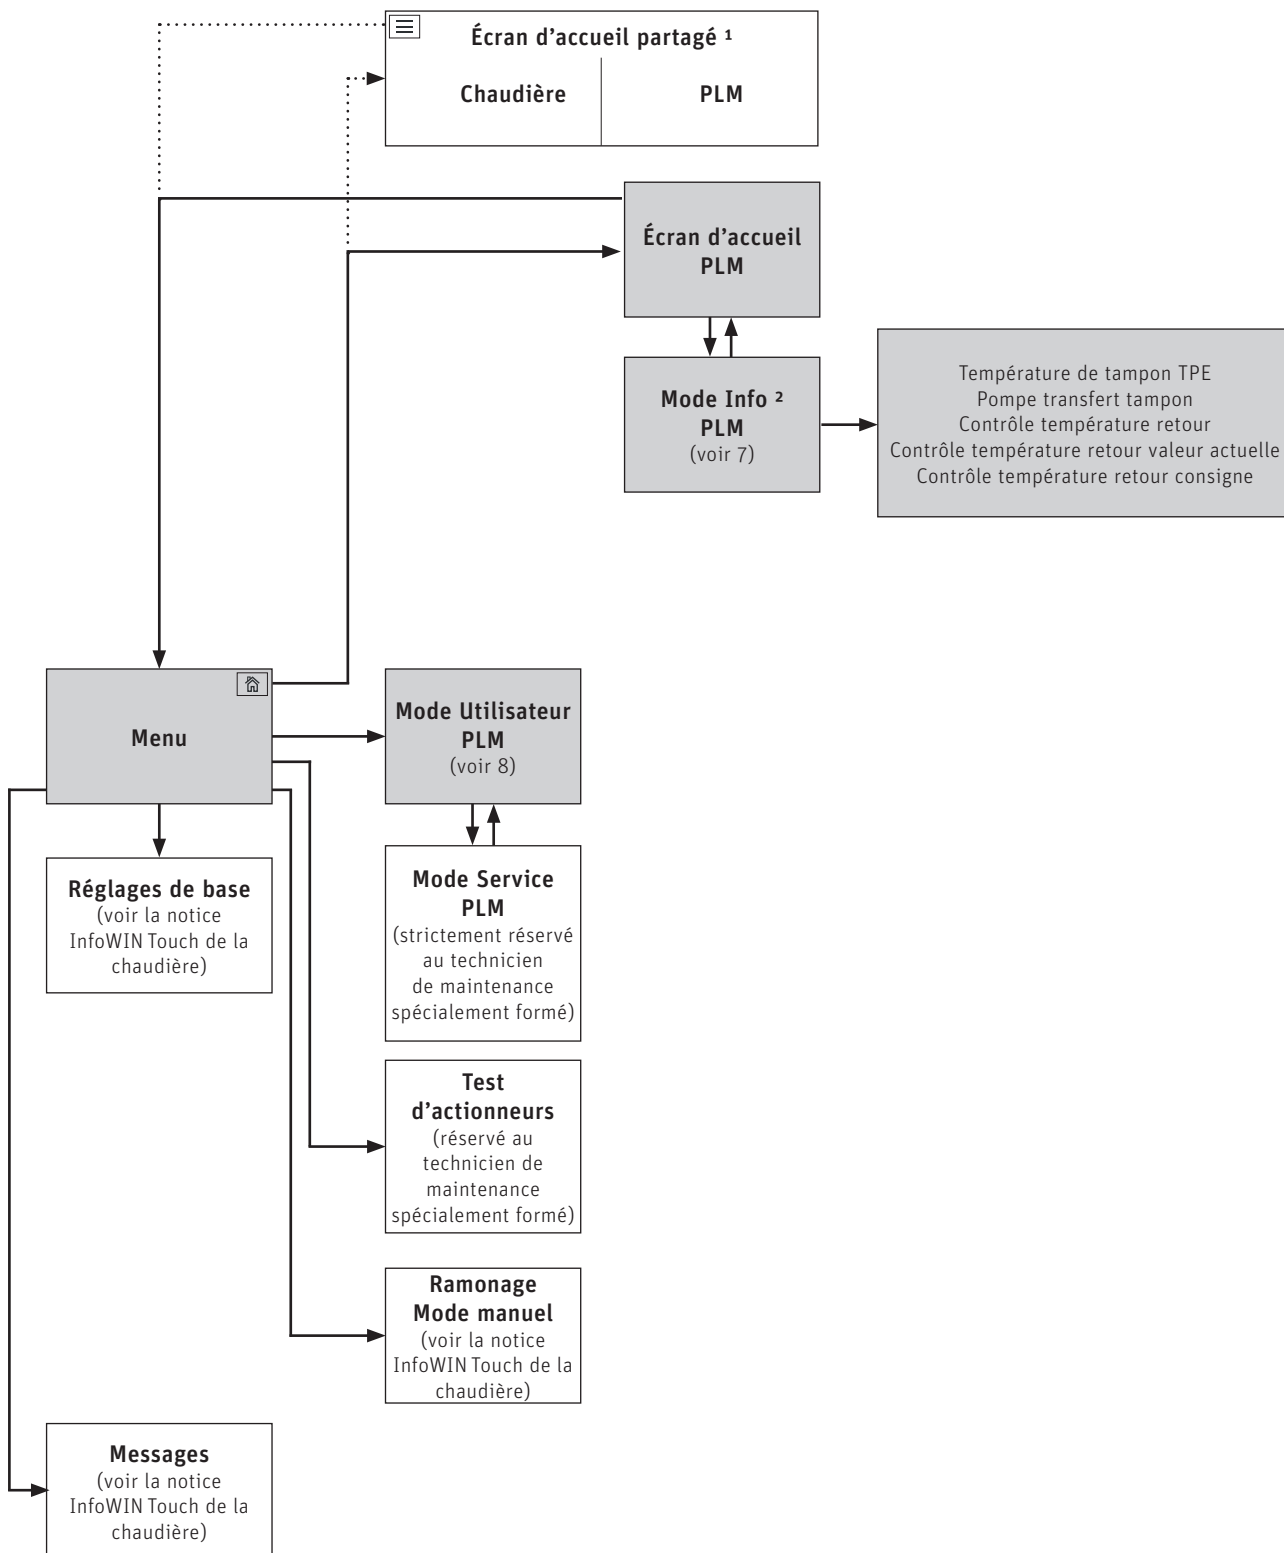 Écran d'accueil partagé ¹
Chaudière
PLM
Écran d'accueil
PLM
Mode Info ²
PLM
(voir 7)
Température de tampon TPE
Pompe transfert tampon
Contrôle température retour
Contrôle température retour valeur actuelle
Contrôle température retour consigne
Menu
Mode Utilisateur
PLM
(voir 8)
Réglages de base
(voir la notice
InfoWIN Touch de la
chaudière)
Mode Service
PLM
(strictement réservé
au technicien
de maintenance
spécialement formé)
Test
d'actionneurs
(réservé au
technicien de
maintenance
spécialement formé)
Ramonage
Mode manuel
(voir la notice
InfoWIN Touch de la
chaudière)
Messages
(voir la notice
InfoWIN Touch de la
chaudière)